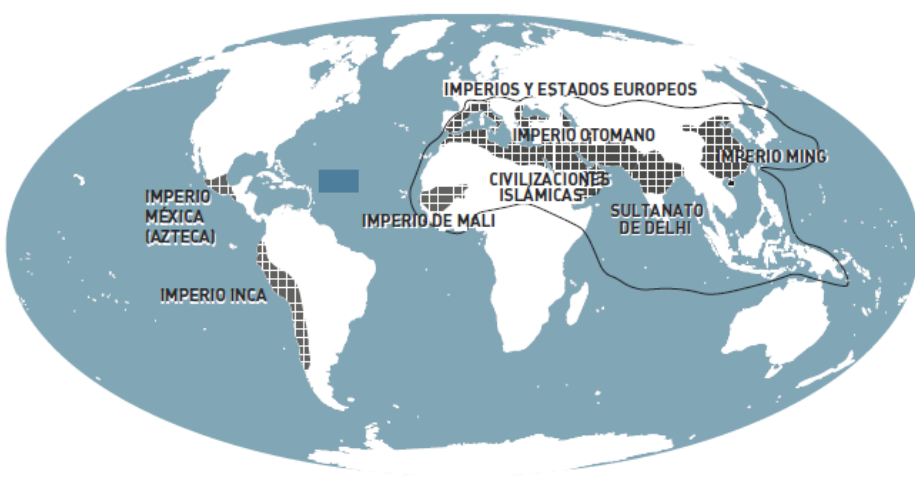 IMPERIOS Y ESTADOS EUROPEOS
IMPERIO OTOMANO
IMPERIO MING
CIVILIZACIONES
ISLÁMICAS
IMPERIO
MÉXICA
(AZTECA)
IMPERIO DE MALI
SULTANATO
DE DELHI
IMPERIO INCA